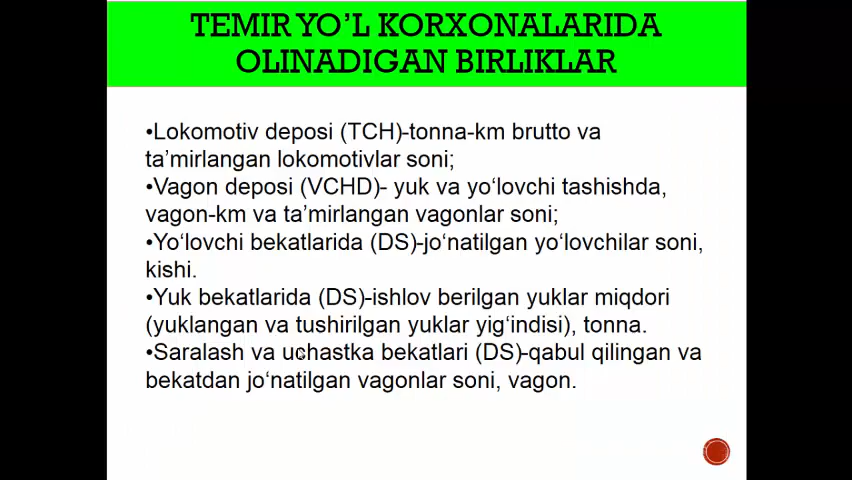 TEMIR YO’L KORXONALARIDA
OLINADIGAN BIRLIKLAR
•Lokomotiv deposi (TCH)-tonna-km brutto va
ta’mirlangan lokomotivlar soni;
•Vagon deposi (VCHD)- yuk va yo‘lovchi tashishda,
vagon-km va ta’mirlangan vagonlar soni;
•Yo‘lovchi bekatlarida (DS)-jo‘natilgan yo‘lovchilar soni,
kishi.
•Yuk bekatlarida (DS)-ishlov berilgan yuklar miqdori
(yuklangan va tushirilgan yuklar yig‘indisi), tonna.
•Saralash va uchastka bekatlari (DS)-qabul qilingan va
bekatdan jo‘natilgan vagonlar soni, vagon.